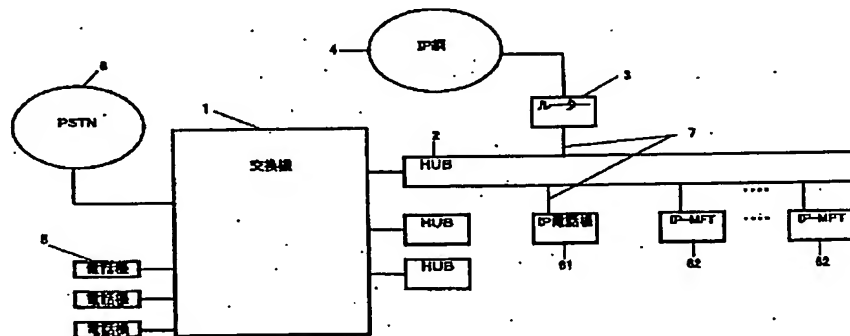 IP網
4
8
3
ルータ
PSTN
1
7
2
HUB
交換機
....
HUB
IP電話機
IP-MFT
....
IP-MFT
5
61
62
62
電話機
HUB
電話機
電話機